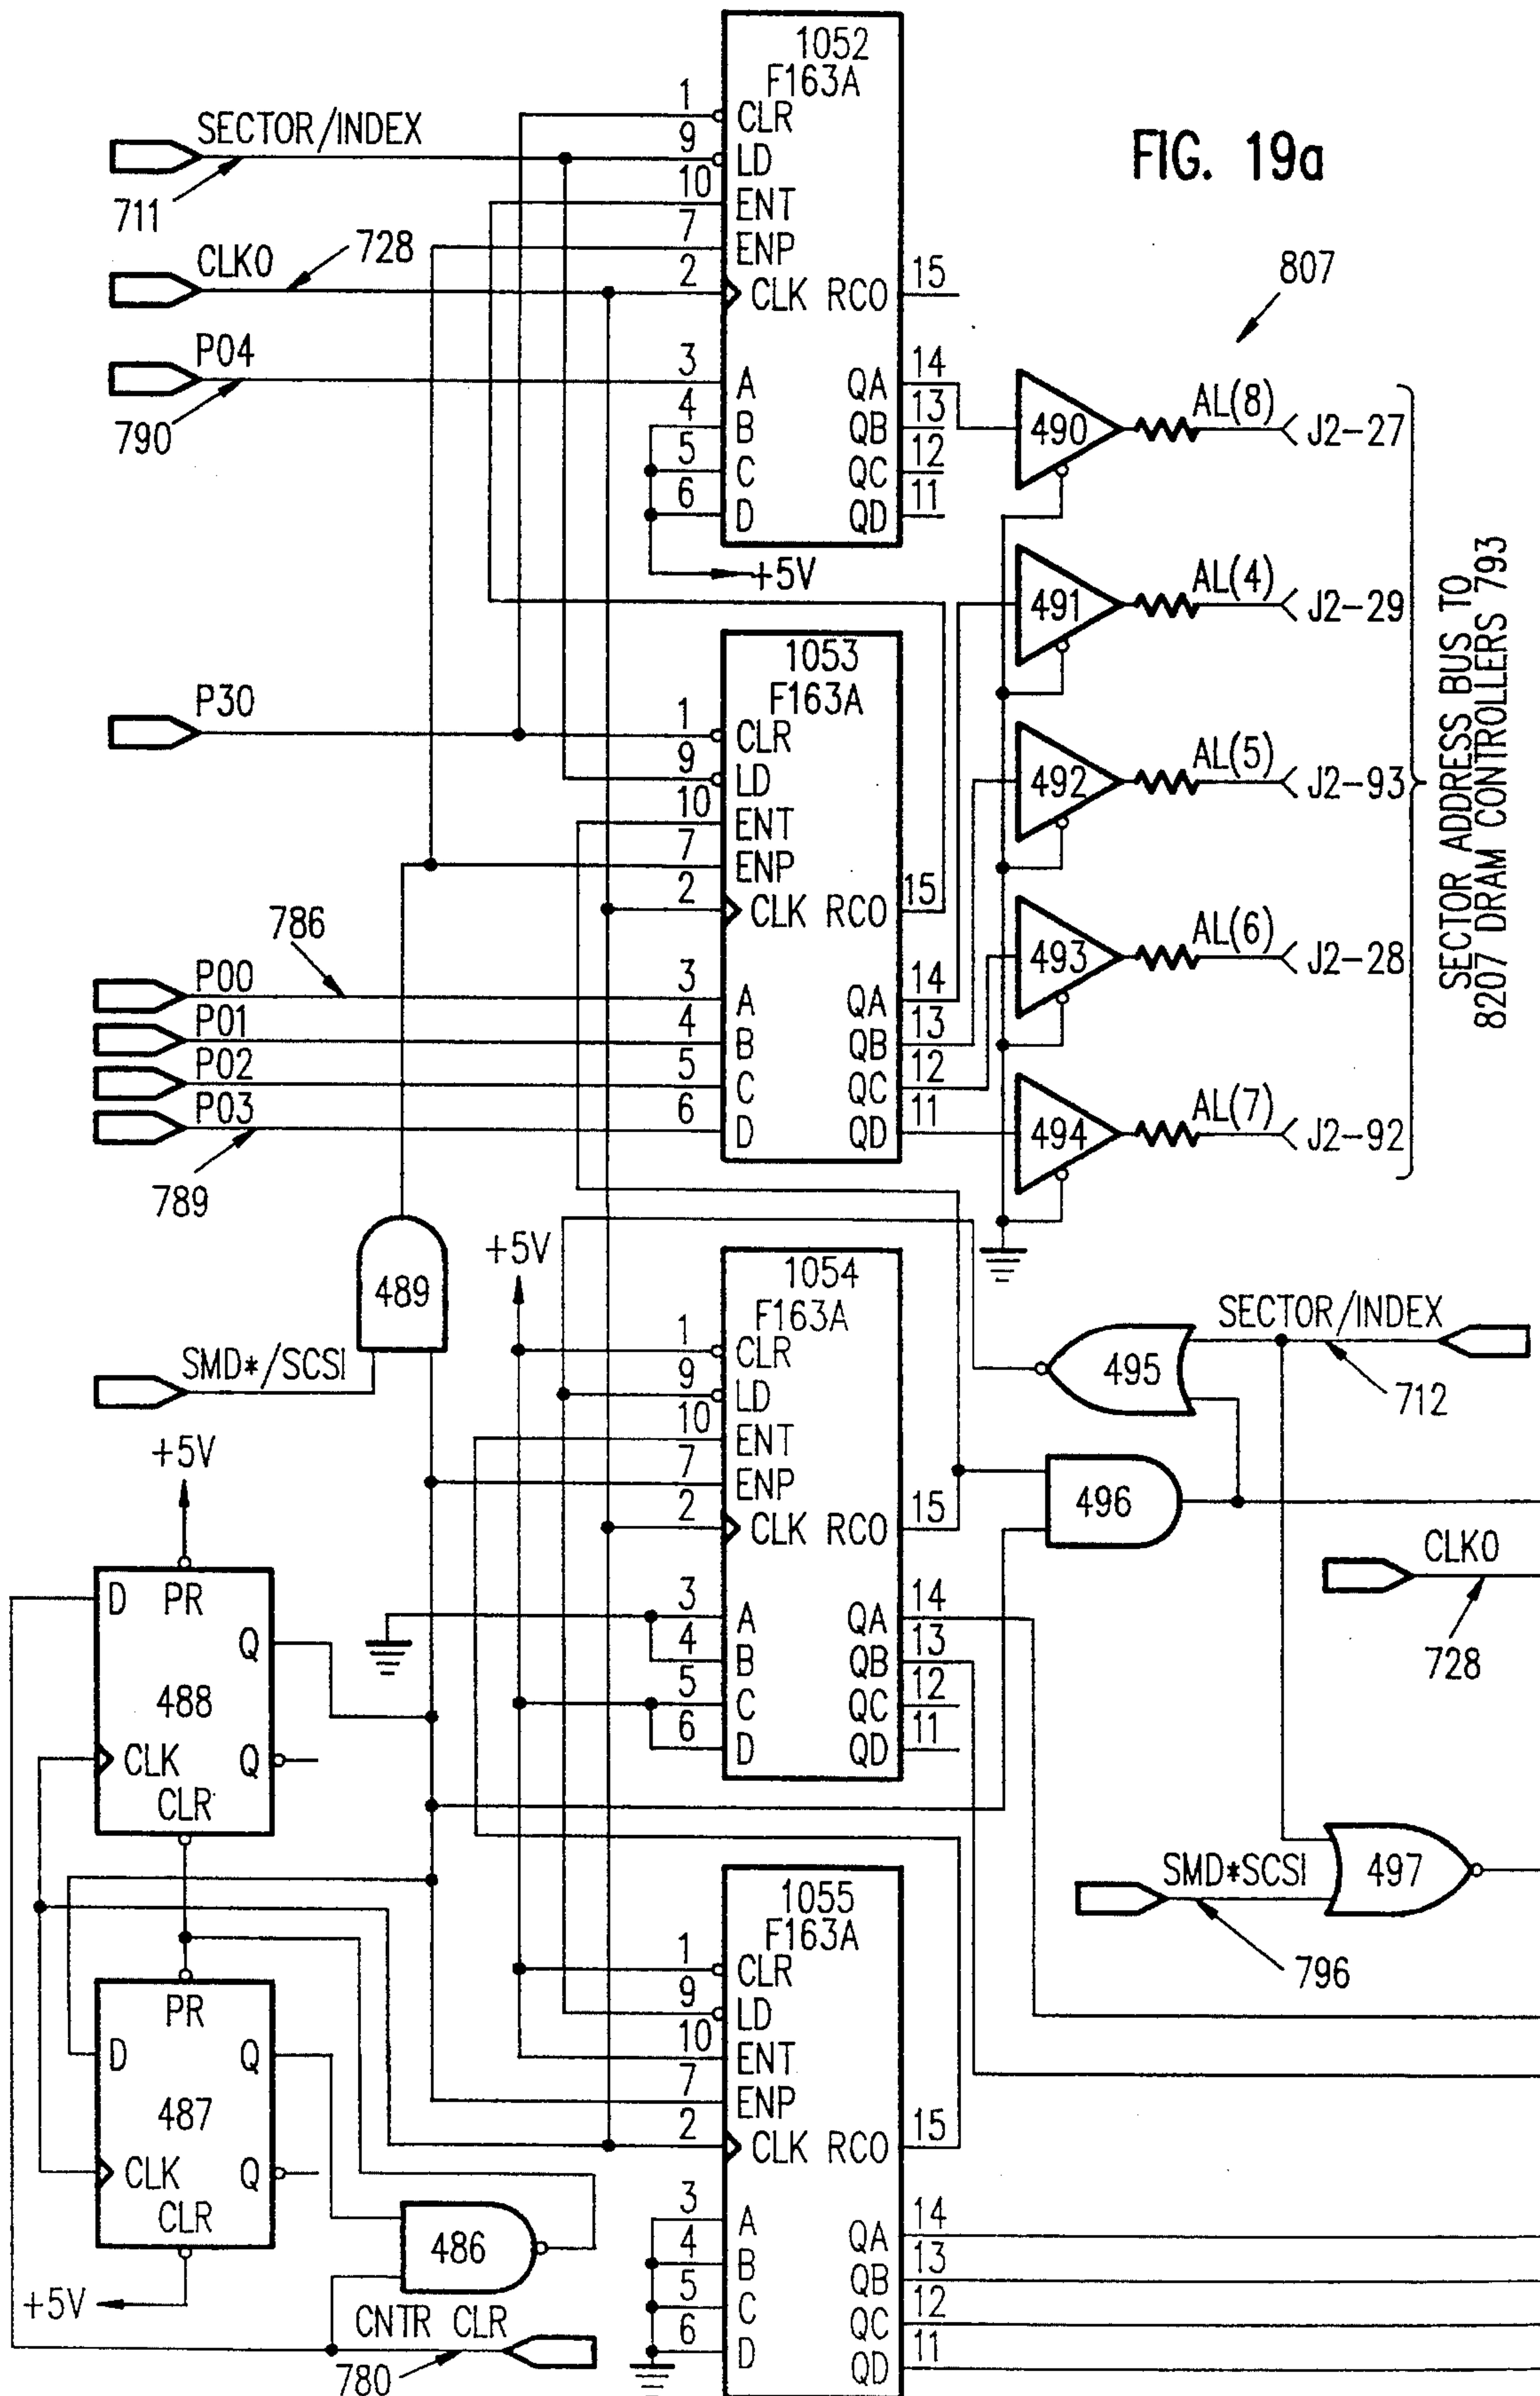 FIG. 19a
1052
F163A
1 CLR
9 LD
10 ENT
7 ENP
2 CLK RCO 15
3 A QA 14
4 B QB 13
5 C QC 12
6 D QD 11
+5V
SECTOR/INDEX
711
CLK0
728
P04
790
807
490
AL(8)
J2-27
491
AL(4)
J2-29
492
AL(5)
J2-93
493
AL(6)
J2-28
494
AL(7)
J2-92
SECTOR ADDRESS BUS TO
8207 DRAM CONTROLLERS 793
P30
1053
F163A
1 CLR
9 LD
10 ENT
7 ENP
2 CLK RCO 15
3 A QA 14
4 B QB 13
5 C QC 12
6 D QD 11
786
P00
P01
P02
P03
789
489
+5V
SMD*/SCSI
1054
F163A
1 CLR
9 LD
10 ENT
7 ENP
2 CLK RCO 15
3 A QA 14
4 B QB 13
5 C QC 12
6 D QD 11
SECTOR/INDEX
495
712
496
CLK0
728
+5V
D PR
Q
488
CLK Q
CLR
SMD*SCSI
497
796
1055
F163A
1 CLR
9 LD
10 ENT
7 ENP
2 CLK RCO 15
3 A QA 14
4 B QB 13
5 C QC 12
6 D QD 11
PR
D Q
487
CLK Q
CLR
486
+5V
CNTR CLR
780